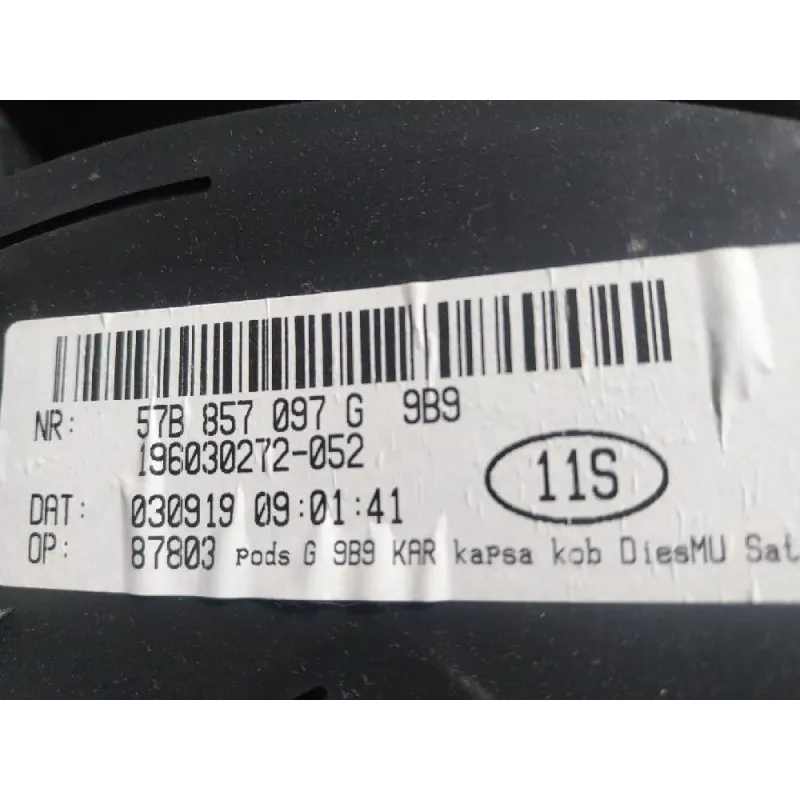 NR: 57B 857 097 G 9B9
196030272-052
11S
DAT: 030919 09:01:41
OP: 87803 Pods G 9B9 KAR kaPsa kob DiesMU Sat